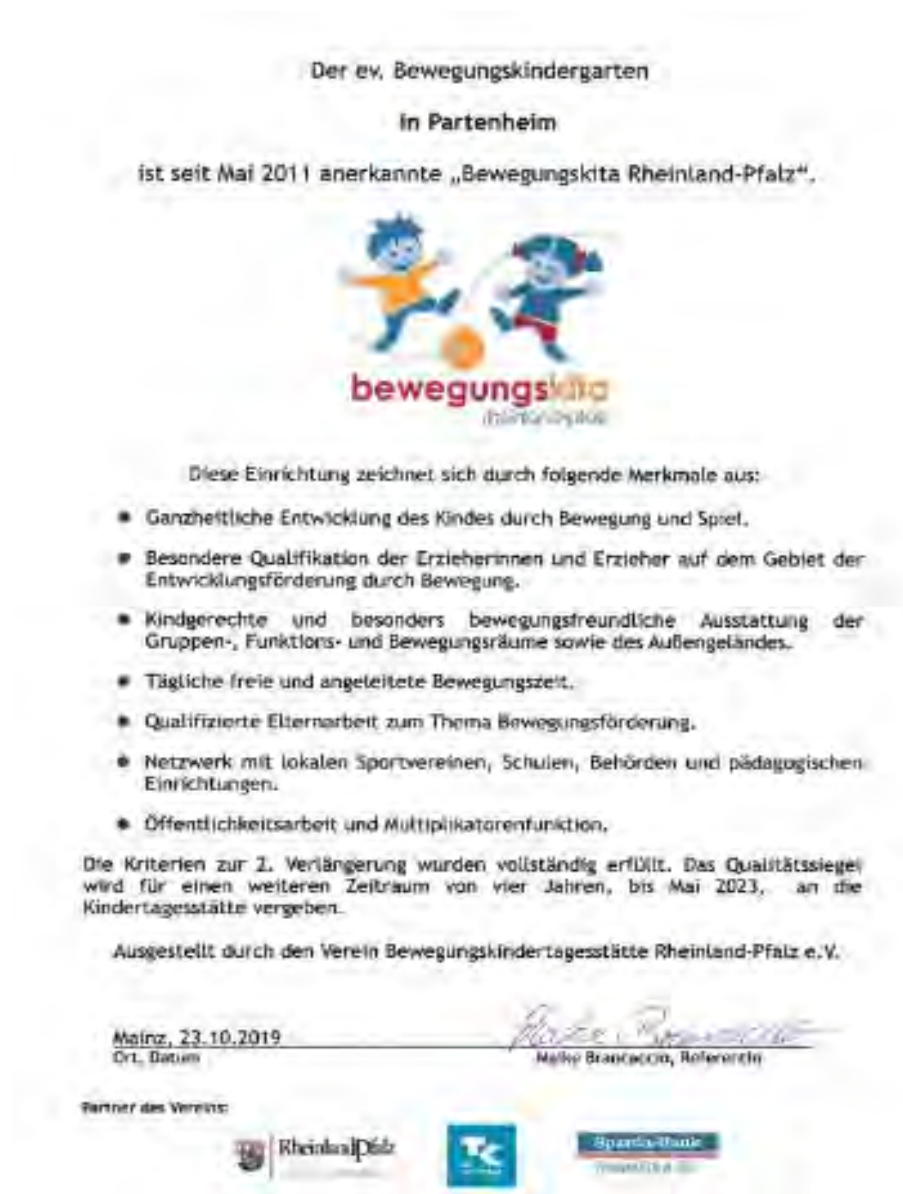 Der ev. Bewegungskindergarten
in Partenheim
ist seit Mai 2011 anerkannte „Bewegungskita Rheinland-Pfalz“.
bewegungskita
rheinland-pfalz
Diese Einrichtung zeichnet sich durch folgende Merkmale aus:
• Ganzheitliche Entwicklung des Kindes durch Bewegung und Spiel.
• Besondere Qualifikation der Erzieherinnen und Erzieher auf dem Gebiet der
Entwicklungsförderung durch Bewegung.
• Kindgerechte und besonders bewegungsfreundliche Ausstattung der
Gruppen-, Funktions- und Bewegungsräume sowie des Außengeländes.
• Tägliche freie und angeleitete Bewegungszeit.
• Qualifizierte Elternarbeit zum Thema Bewegungsförderung.
• Netzwerk mit lokalen Sportvereinen, Schulen, Behörden und pädagogischen
Einrichtungen.
• Öffentlichkeitsarbeit und Multiplikatorenfunktion.
Die Kriterien zur 2. Verlängerung wurden vollständig erfüllt. Das Qualitätssiegel
wird für einen weiteren Zeitraum von vier Jahren, bis Mai 2023, an die
Kindertagesstätte vergeben.
Ausgestellt durch den Verein Bewegungskindertagesstätte Rheinland-Pfalz e.V.
Mainz, 23.10.2019
Ort, Datum
Maike Brancaccio, Referentin
Partner des Vereins:
RheinlandPfalz
TK
Sparda-Bank